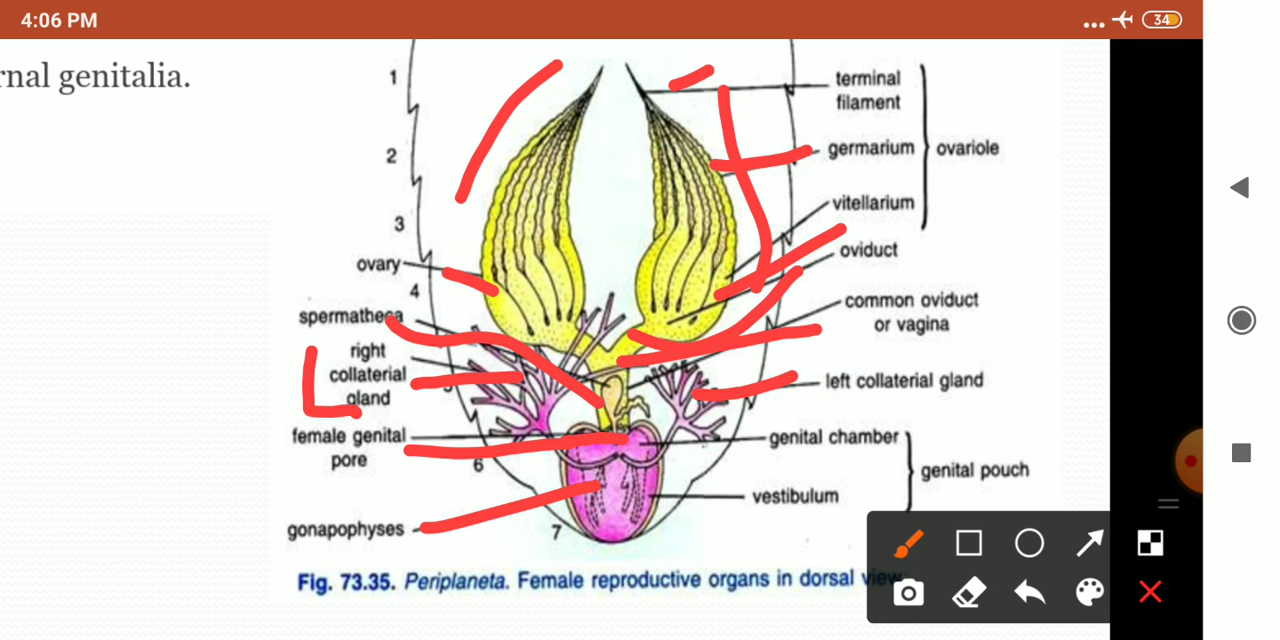 4:06 PM
34
rnal genitalia.
1
terminal
filament
2
germarium
ovariole
vitellarium
3
oviduct
ovary
4
common oviduct
or vagina
spermatheca
right
collaterial
gland
left collaterial gland
female genital
pore
genital chamber
6
genital pouch
vestibulum
gonapophyses
7
Fig. 73.35. Periplaneta. Female reproductive organs in dorsal view